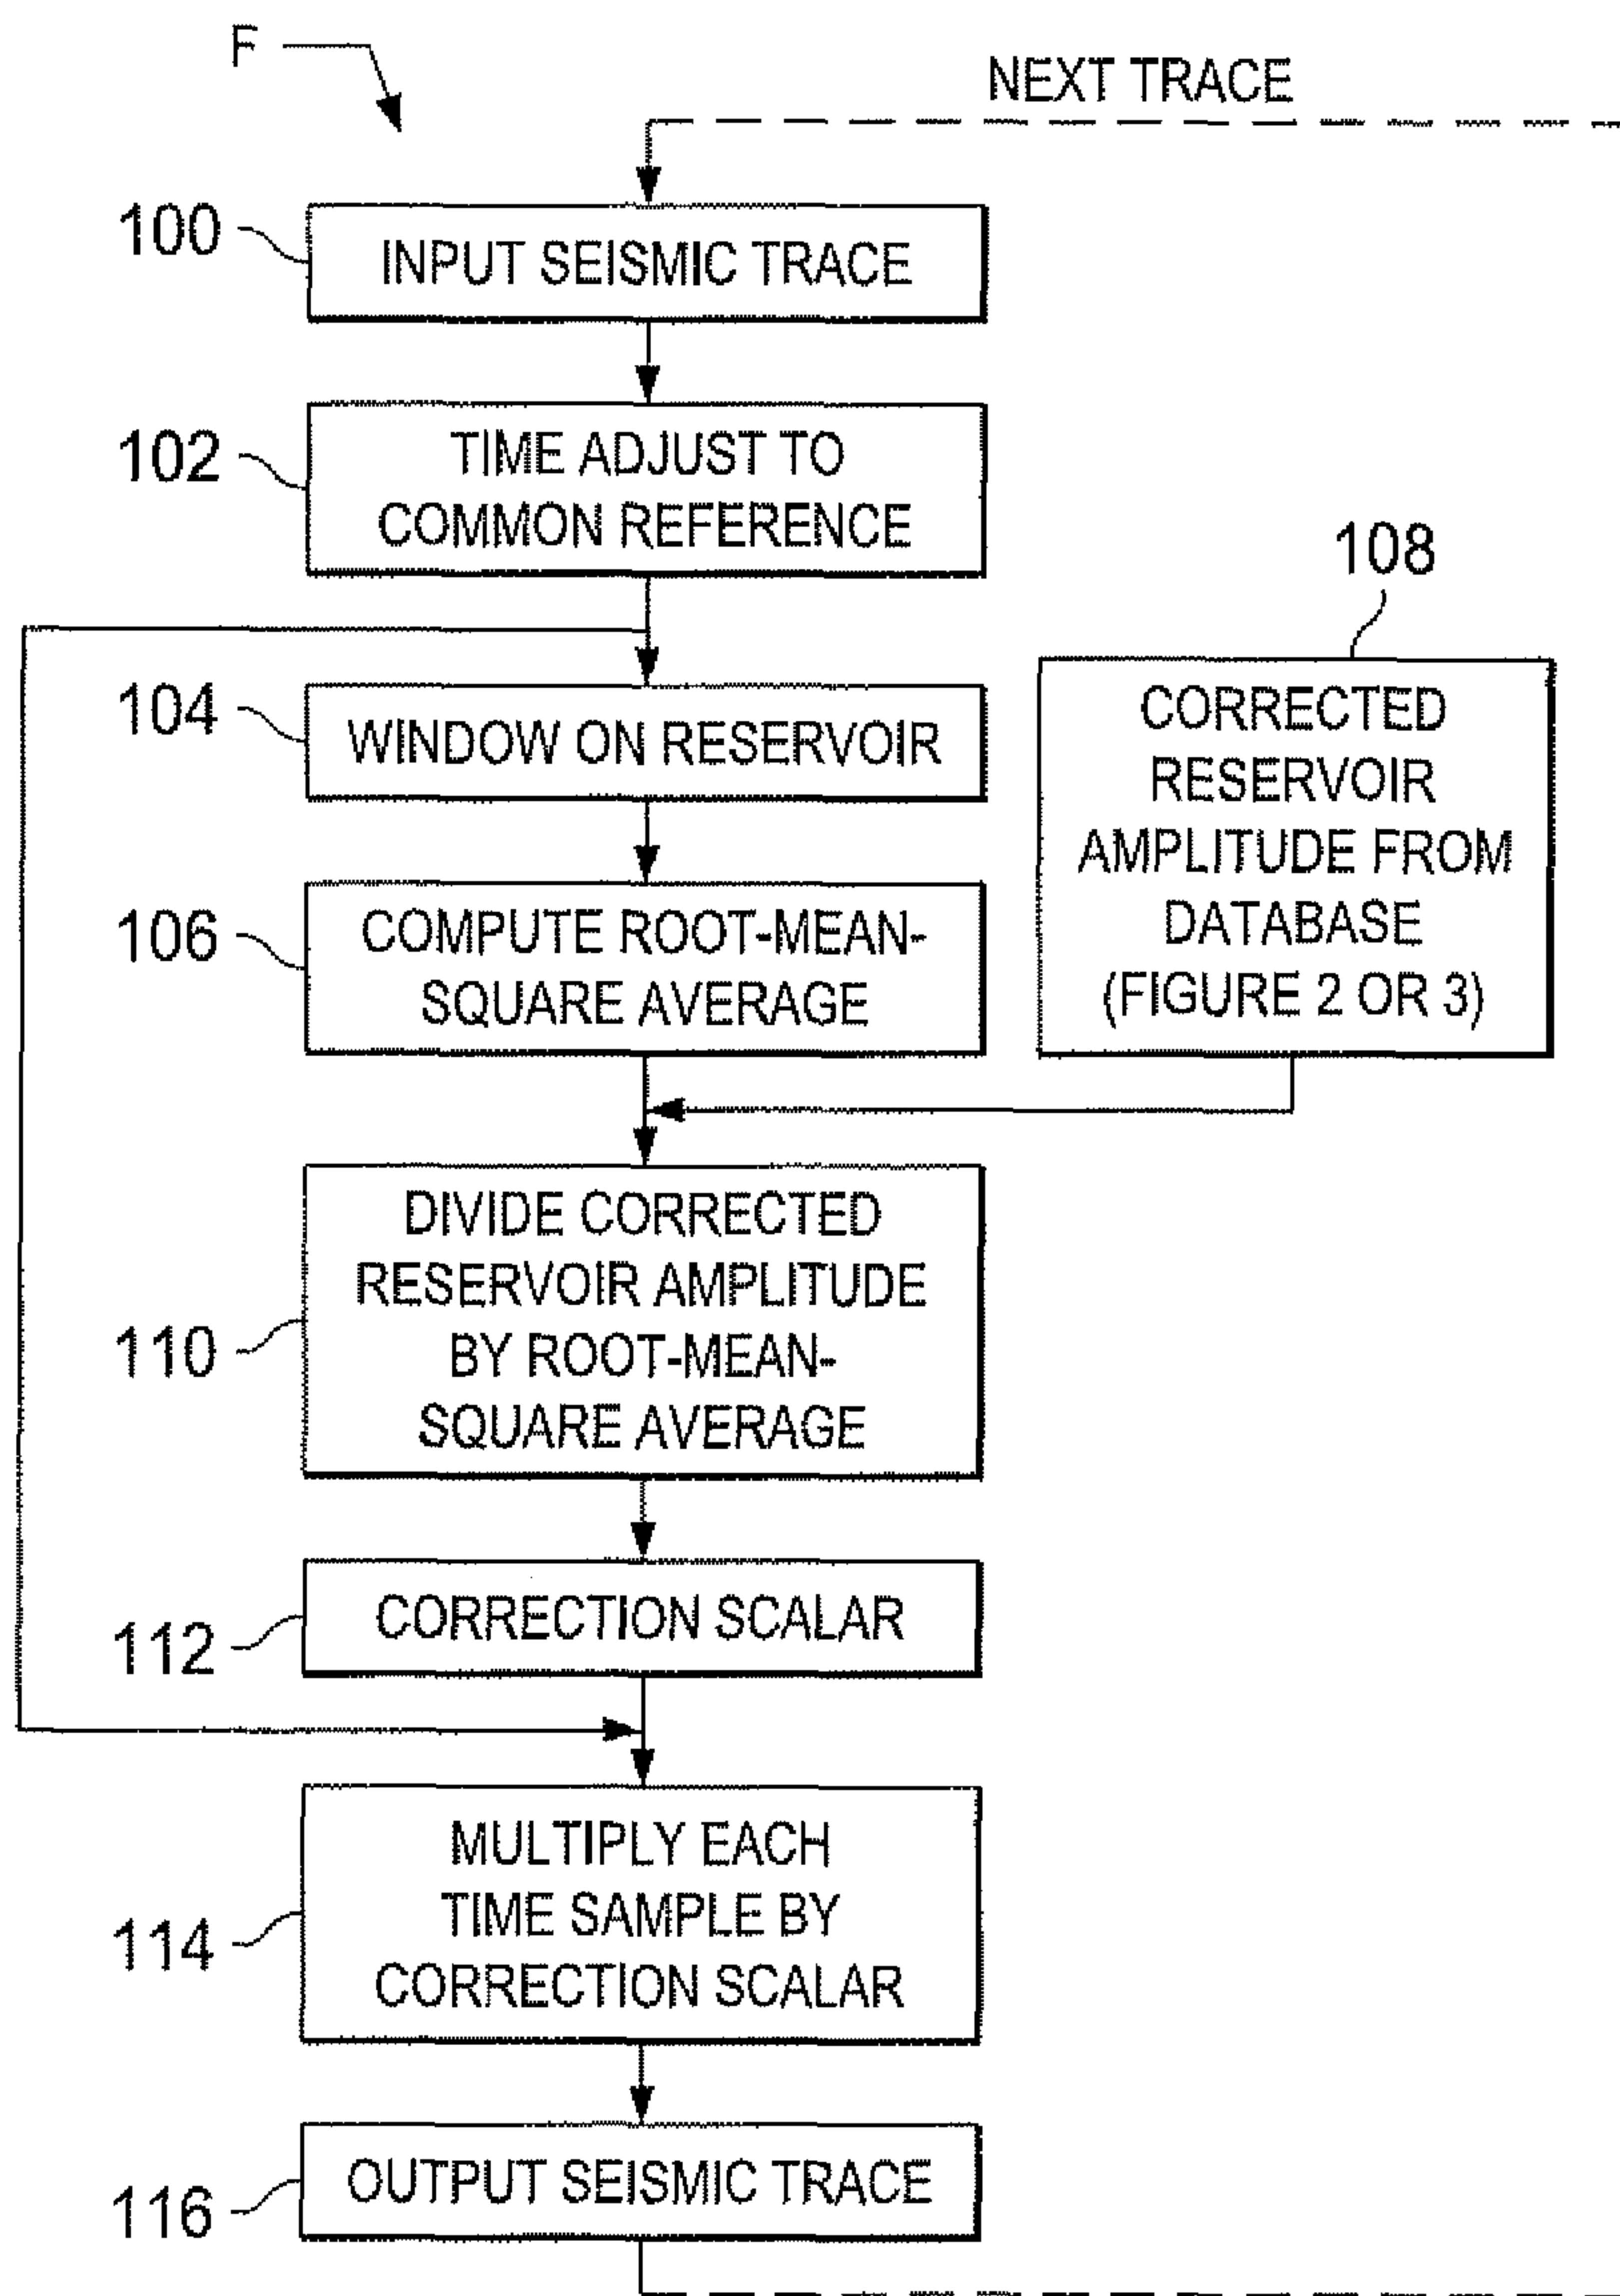 F
NEXT TRACE
100
INPUT SEISMIC TRACE
102
TIME ADJUST TO
COMMON REFERENCE
104
WINDOW ON RESERVOIR
106
COMPUTE ROOT-MEAN-
SQUARE AVERAGE
108
CORRECTED
RESERVOIR
AMPLITUDE FROM
DATABASE
(FIGURE 2 OR 3)
110
DIVIDE CORRECTED
RESERVOIR AMPLITUDE
BY ROOT-MEAN-
SQUARE AVERAGE
112
CORRECTION SCALAR
114
MULTIPLY EACH
TIME SAMPLE BY
CORRECTION SCALAR
116
OUTPUT SEISMIC TRACE